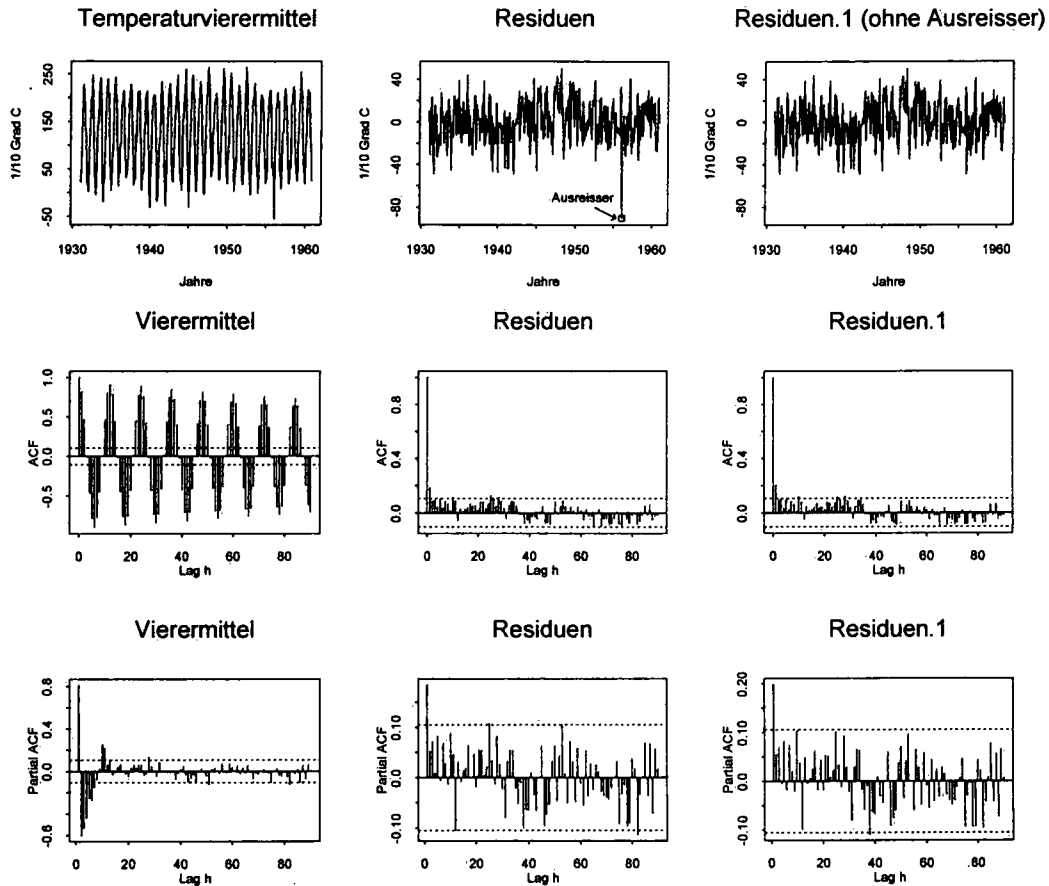 Temperaturvierermittel
Residuen
Residuen.1 (ohne Ausreisser)
1/10 Grad C
250
150
50
-50
1930
1940
1950
1960
Jahre
1/10 Grad C
40
0
-40
-80
Ausreisser
1930
1940
1950
1960
Jahre
1/10 Grad C
40
0
-40
-80
1930
1940
1950
1960
Jahre
Vierermittel
Residuen
Residuen.1
ACF
1.0
0.5
0.0
-0.5
0
20
40
60
80
Lag h
ACF
0.8
0.4
0.0
0
20
40
60
80
Lag h
ACF
0.8
0.4
0.0
0
20
40
60
80
Lag h
Vierermittel
Residuen
Residuen.1
Partial ACF
0.8
0.4
0.0
-0.6
0
20
40
60
80
Lag h
Partial ACF
0.10
0.0
-0.10
0
20
40
60
80
Lag h
Partial ACF
0.20
0.10
0.0
-0.10
0
20
40
60
80
Lag h